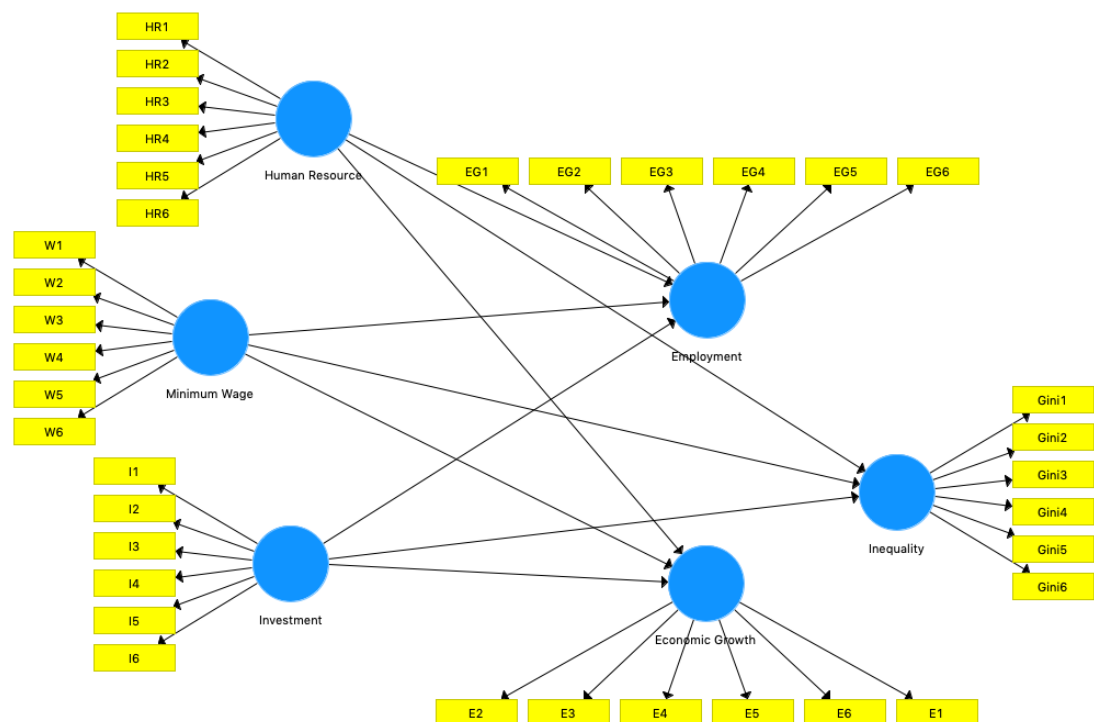 HR1
HR2
HR3
HR4
HR5
HR6
Human Resource
EG1
EG2
EG3
EG4
EG5
EG6
Employment
W1
W2
W3
W4
W5
W6
Minimum Wage
Gini1
Gini2
Gini3
Gini4
Gini5
Gini6
Inequality
I1
I2
I3
I4
I5
I6
Investment
Economic Growth
E2
E3
E4
E5
E6
E1